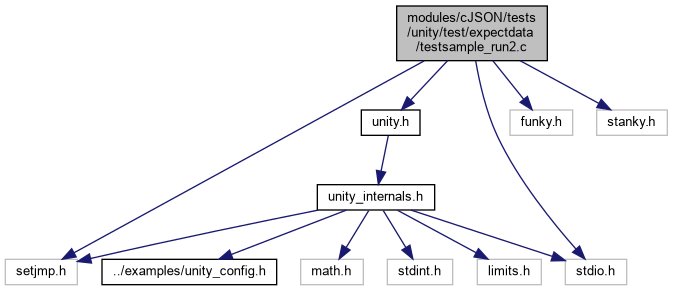 modules/cJSON/tests
/unity/test/expectdata
/testsample_run2.c
unity.h
funky.h
stanky.h
unity_internals.h
setjmp.h
../examples/unity_config.h
math.h
stdint.h
limits.h
stdio.h